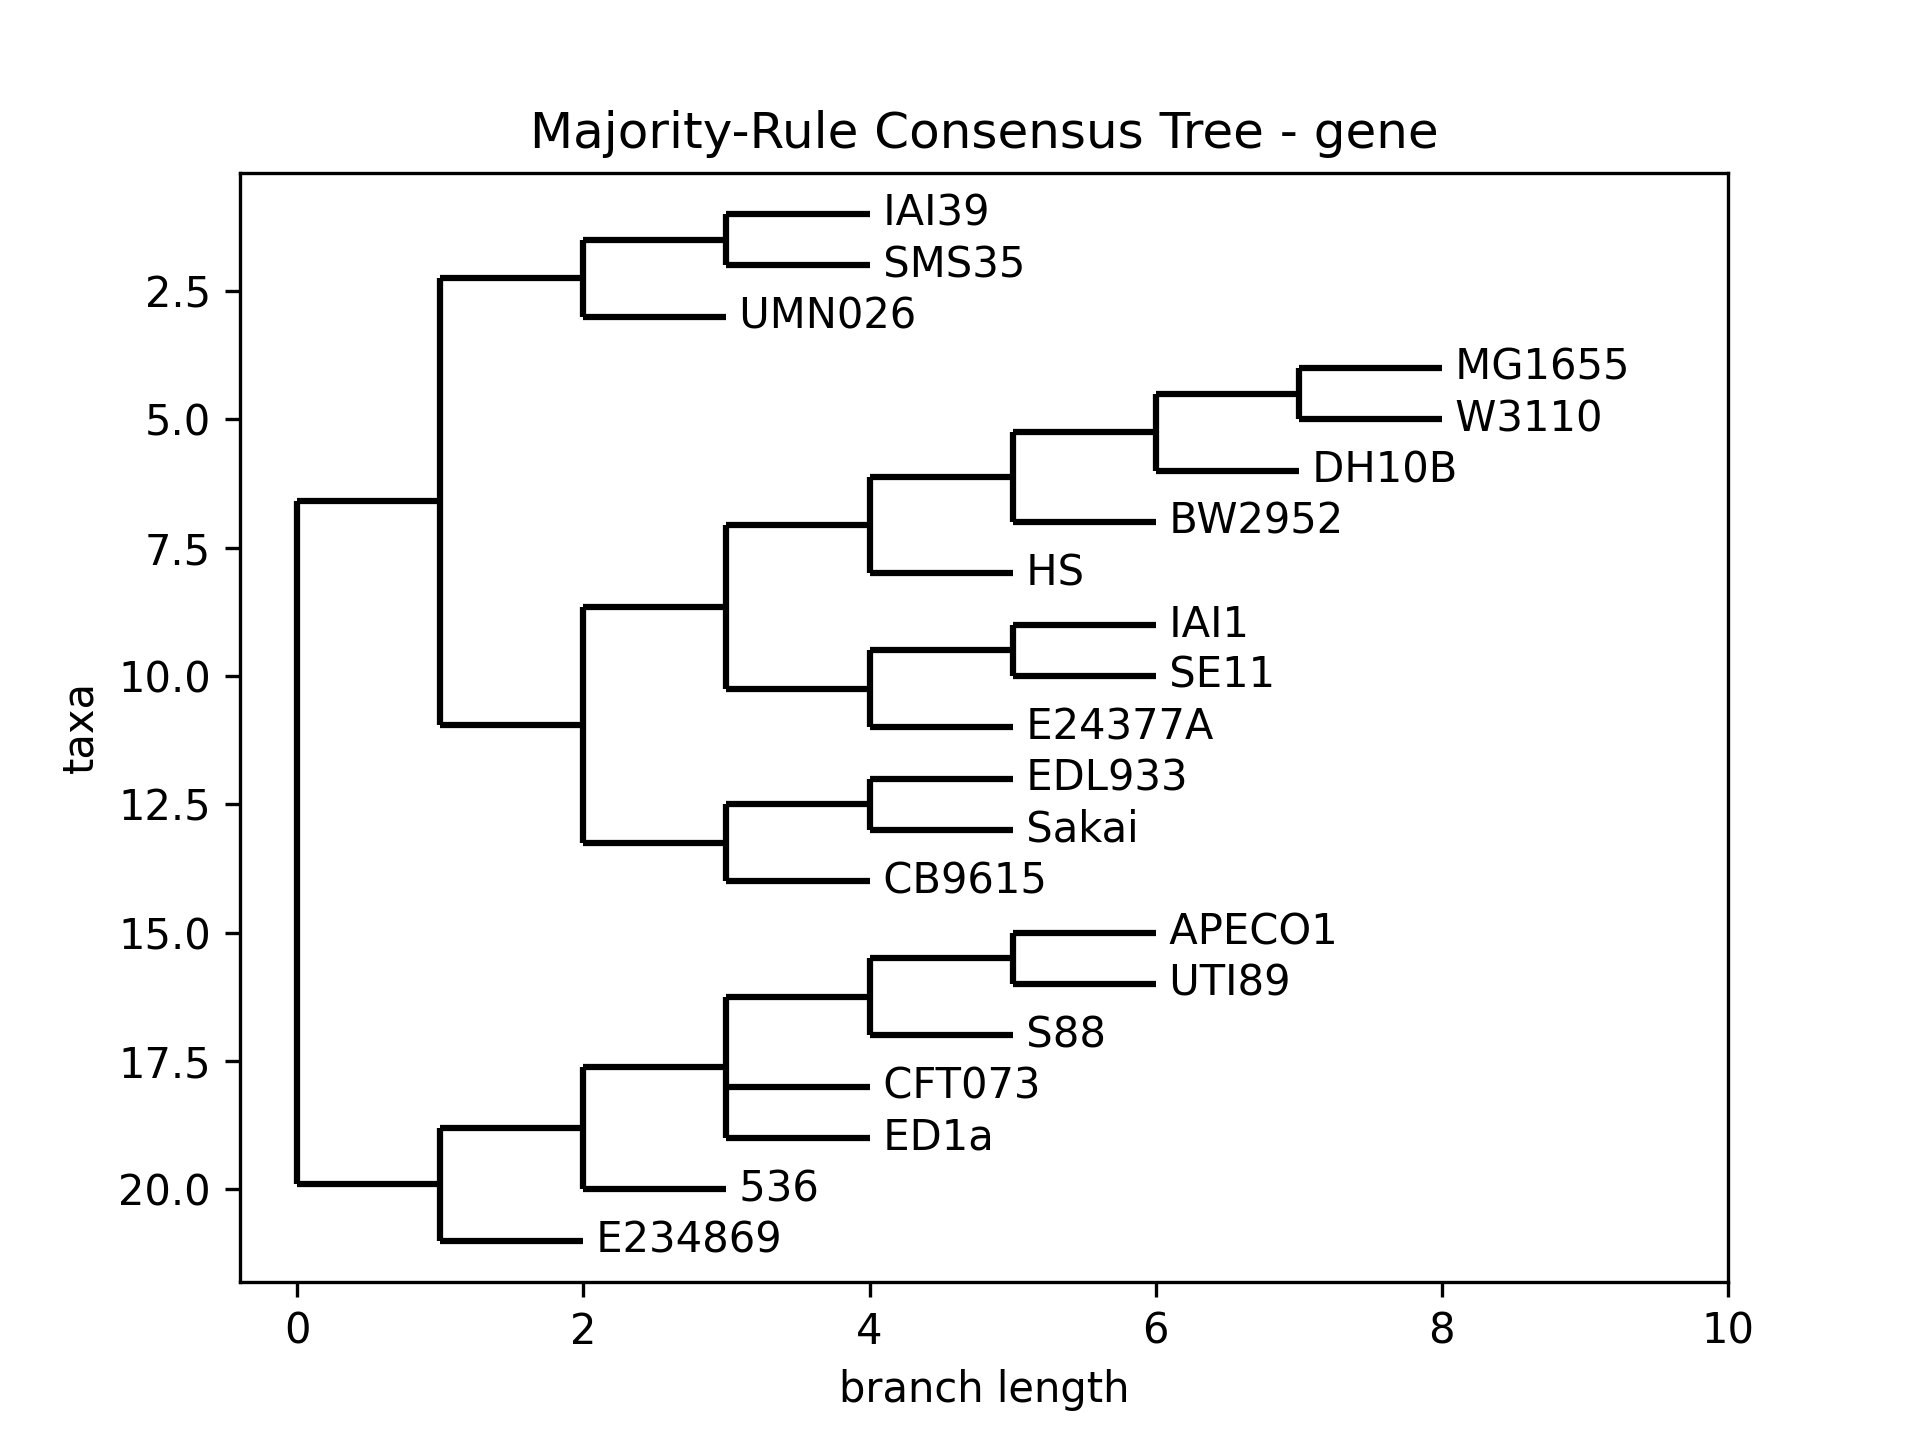 Majority-Rule Consensus Tree - gene
IAI39
SMS35
2.5
UMN026
MG1655
5.0
W3110
DH10B
BW2952
7.5
HS
IAI1
10.0
SE11
taxa
E24377A
EDL933
12.5
Sakai
CB9615
15.0
APECO1
UTI89
S88
17.5
CFT073
ED1a
20.0
536
E234869
0 2 4 6 8 10
branch length